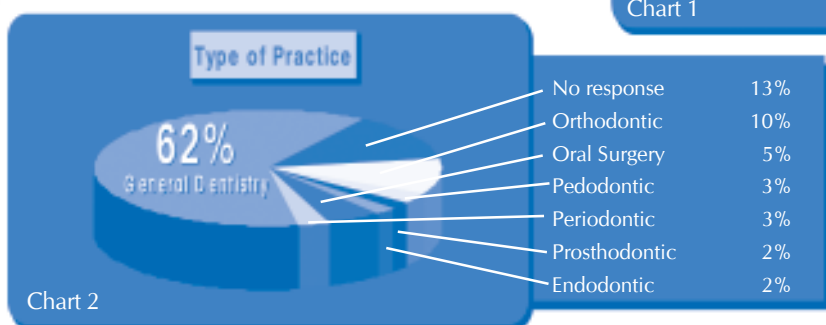 Chart 1
Type of Practice
62%
General Dentistry
No response 13%
Orthodontic 10%
Oral Surgery 5%
Pedodontic 3%
Periodontic 3%
Prosthodontic 2%
Endodontic 2%
Chart 2